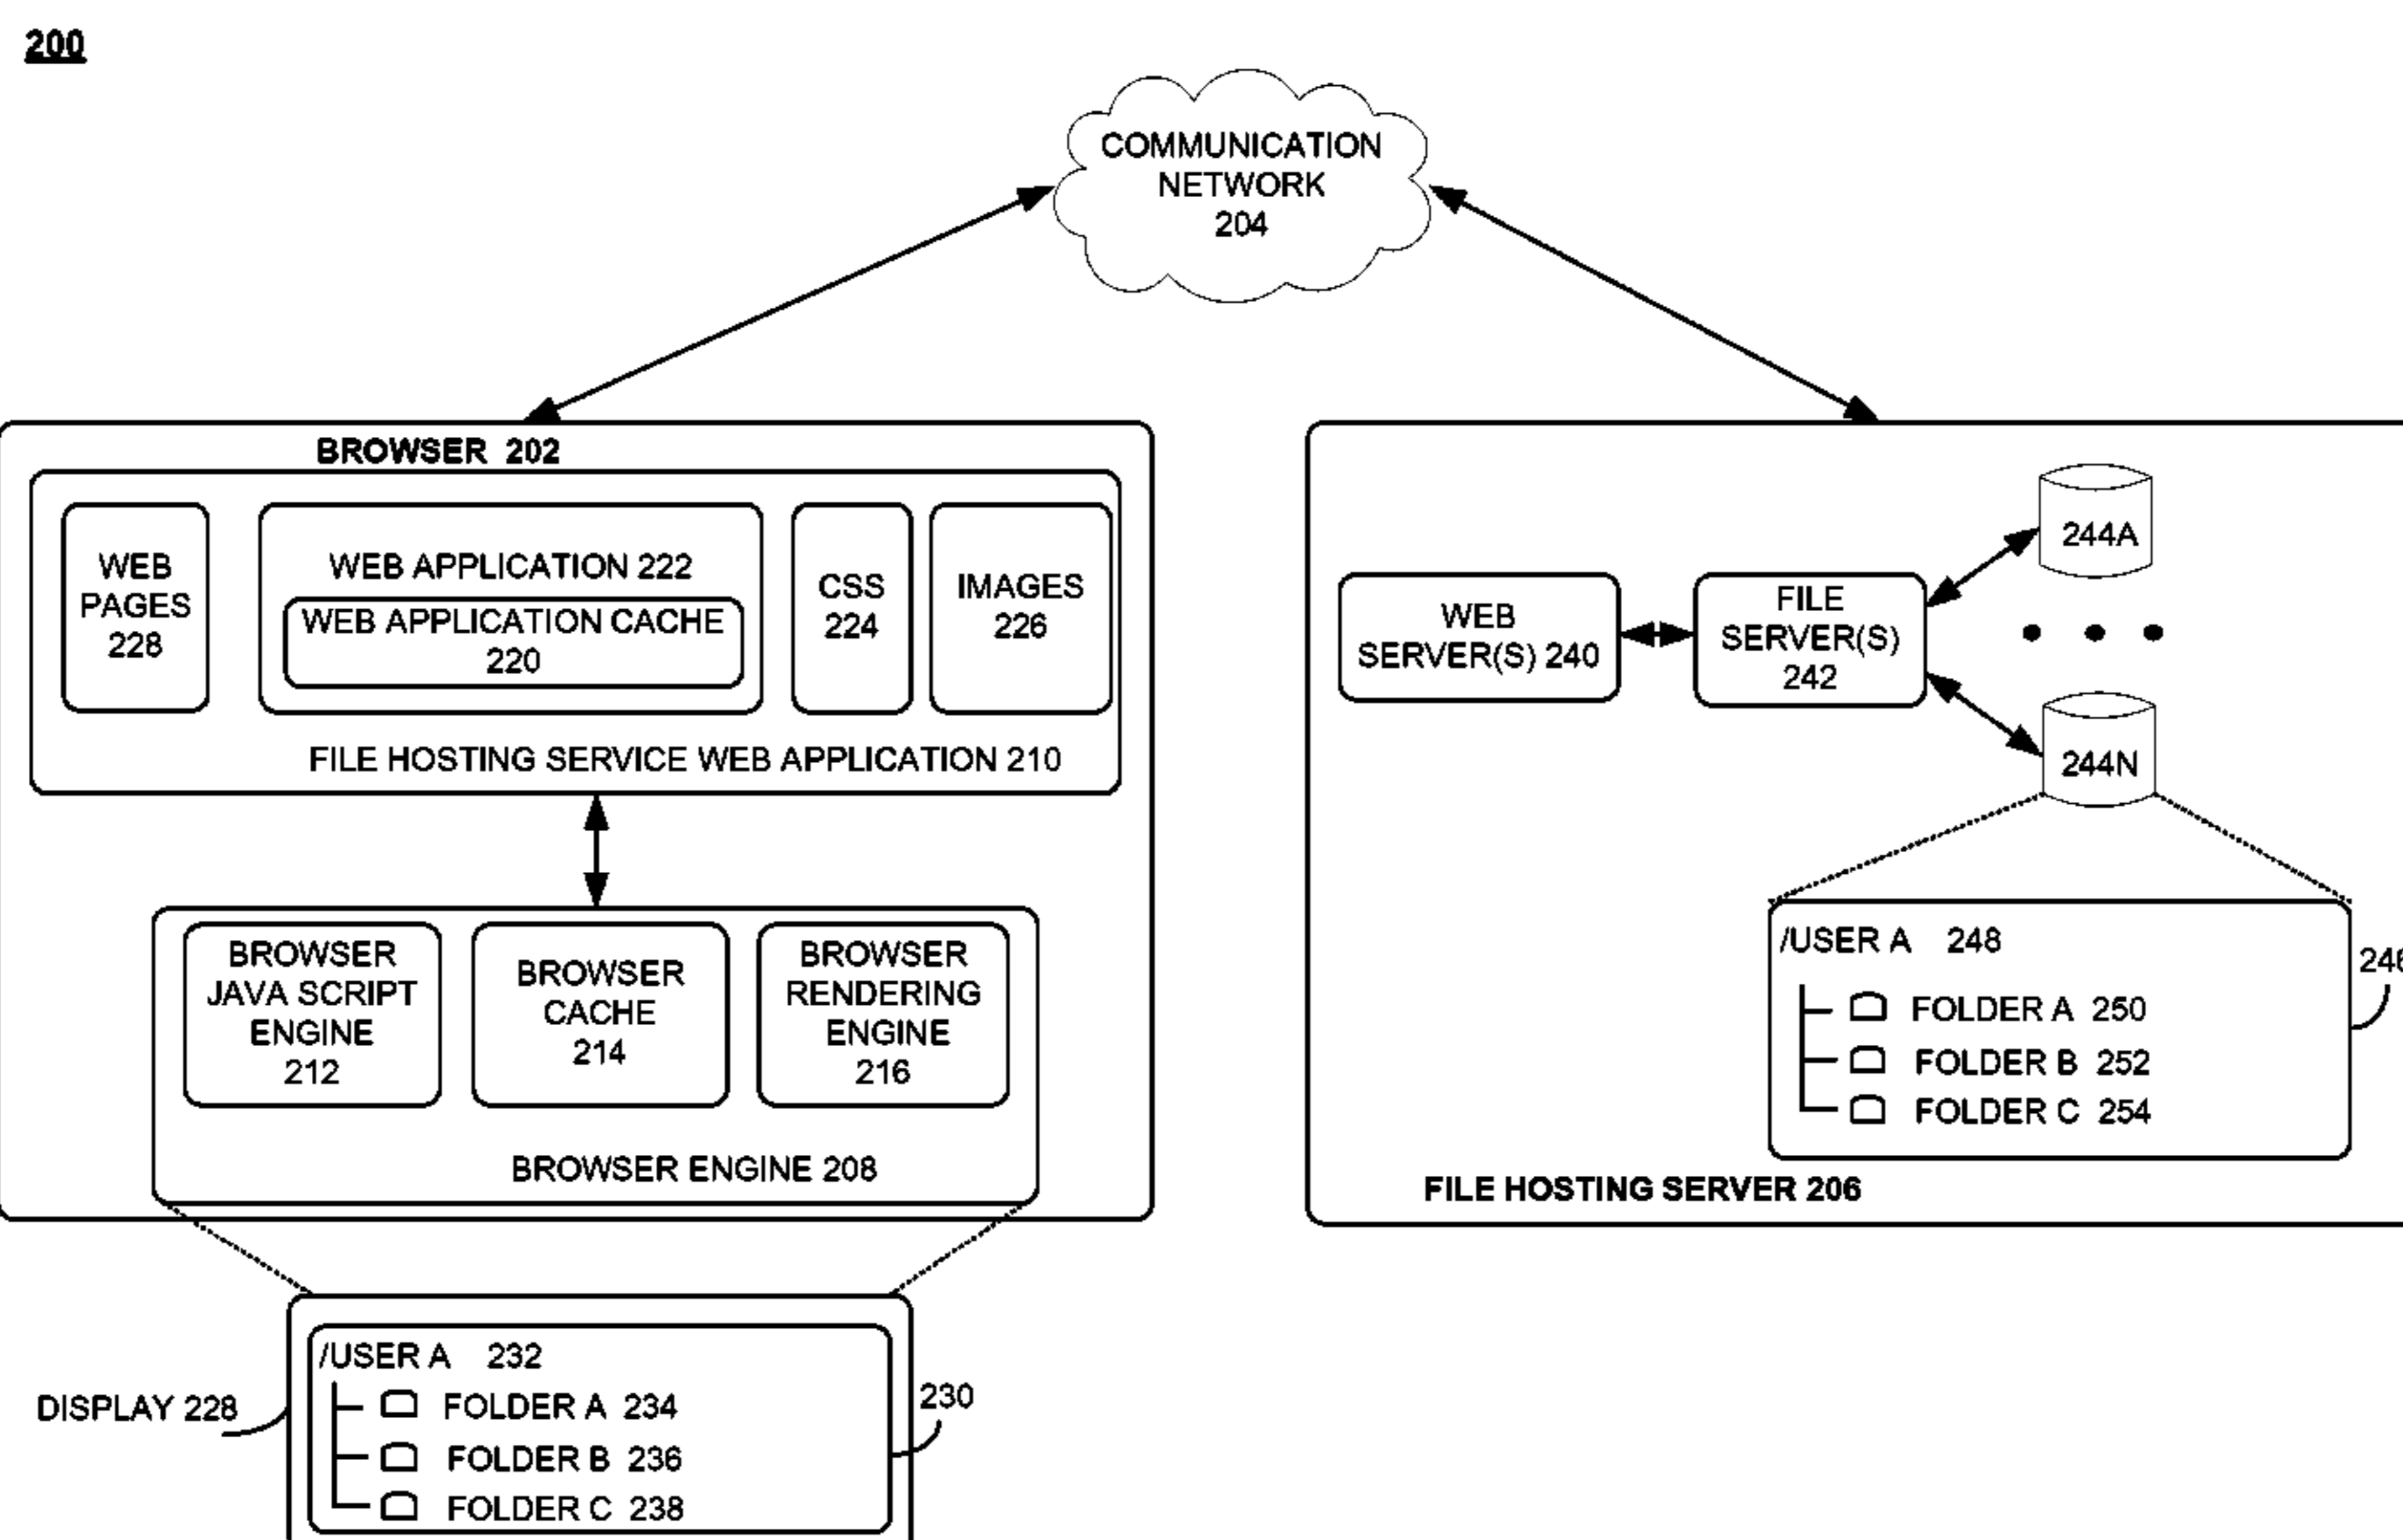 200
COMMUNICATION
NETWORK
204
BROWSER 202
WEB
PAGES
228
WEB APPLICATION 222
WEB APPLICATION CACHE
220
CSS
224
IMAGES
226
FILE HOSTING SERVICE WEB APPLICATION 210
BROWSER
JAVA SCRIPT
ENGINE
212
BROWSER
CACHE
214
BROWSER
RENDERING
ENGINE
216
BROWSER ENGINE 208
/USER A 232
FOLDER A 234
FOLDER B 236
FOLDER C 238
DISPLAY 228
230
WEB
SERVER(S) 240
FILE
SERVER(S)
242
244A
244N
/USER A 248
FOLDER A 250
FOLDER B 252
FOLDER C 254
246
FILE HOSTING SERVER 206